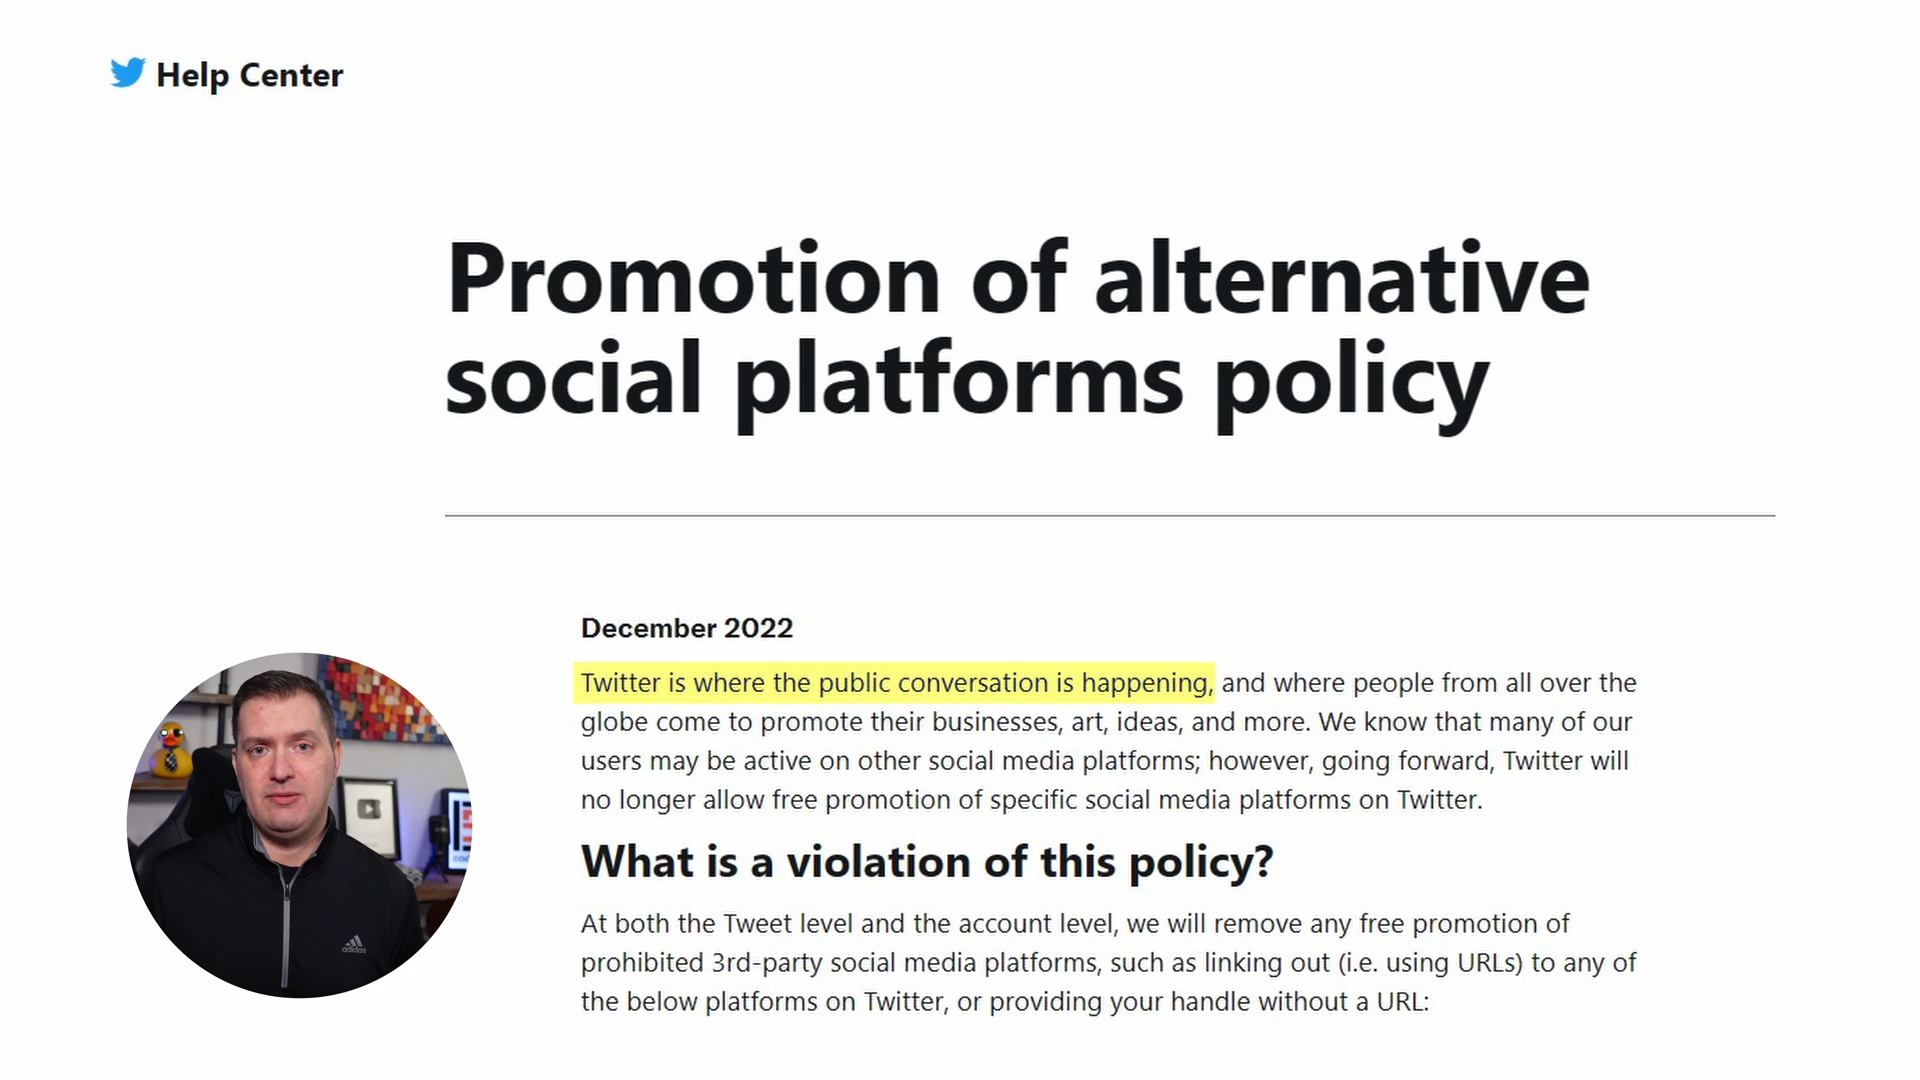 Help Center
Promotion of alternative
social platforms policy
December 2022
Twitter is where the public conversation is happening, and where people from all over the
globe come to promote their businesses, art, ideas, and more. We know that many of our
users may be active on other social media platforms; however, going forward, Twitter will
no longer allow free promotion of specific social media platforms on Twitter.
What is a violation of this policy?
At both the Tweet level and the account level, we will remove any free promotion of
prohibited 3rd-party social media platforms, such as linking out (i.e. using URLs) to any of
the below platforms on Twitter, or providing your handle without a URL:
adidas